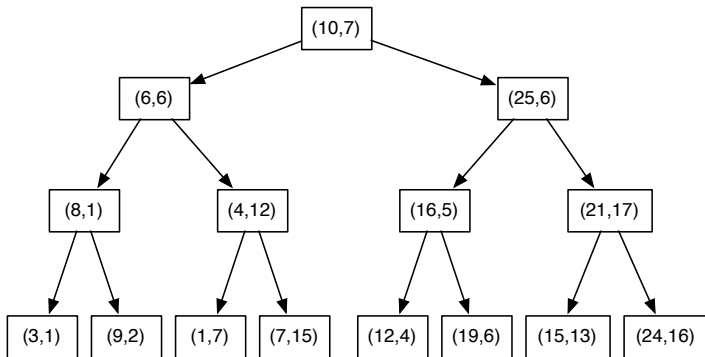 (10,7)
(6,6) (25,6)
(8,1) (4,12) (16,5) (21,17)
(3,1) (9,2) (1,7) (7,15) (12,4) (19,6) (15,13) (24,16)